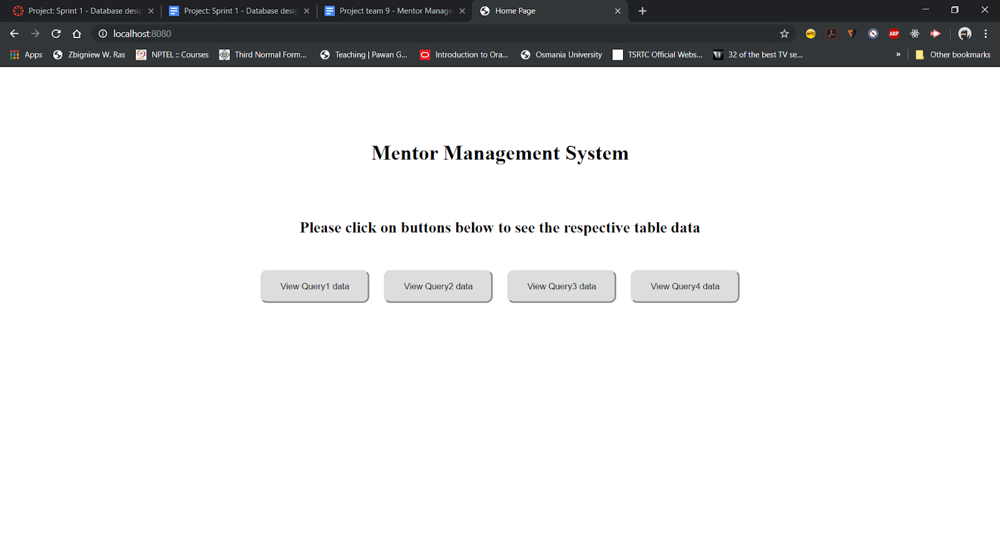 Project: Sprint 1 - Database desig
Project: Sprint 1 - Database desig
Project team 9 - Mentor Manage
Home Page
localhost:8080
ABP
Apps
Zbigniew W. Ras
NPTEL :: Courses
Third Normal Form...
Teaching | Pawan G...
Introduction to Ora...
Osmania University
TSRTC Official Webs...
32 of the best TV se...
»
Other bookmarks
Mentor Management System
Please click on buttons below to see the respective table data
View Query1 data
View Query2 data
View Query3 data
View Query4 data